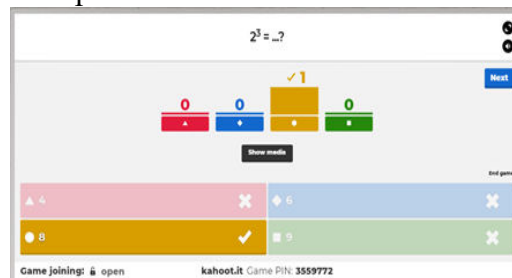 2³ = ...?
✓1
Next
0 0 0
Show media
End game
4
6
8
9
Game joining: open kahoot.it Game PIN: 3559772